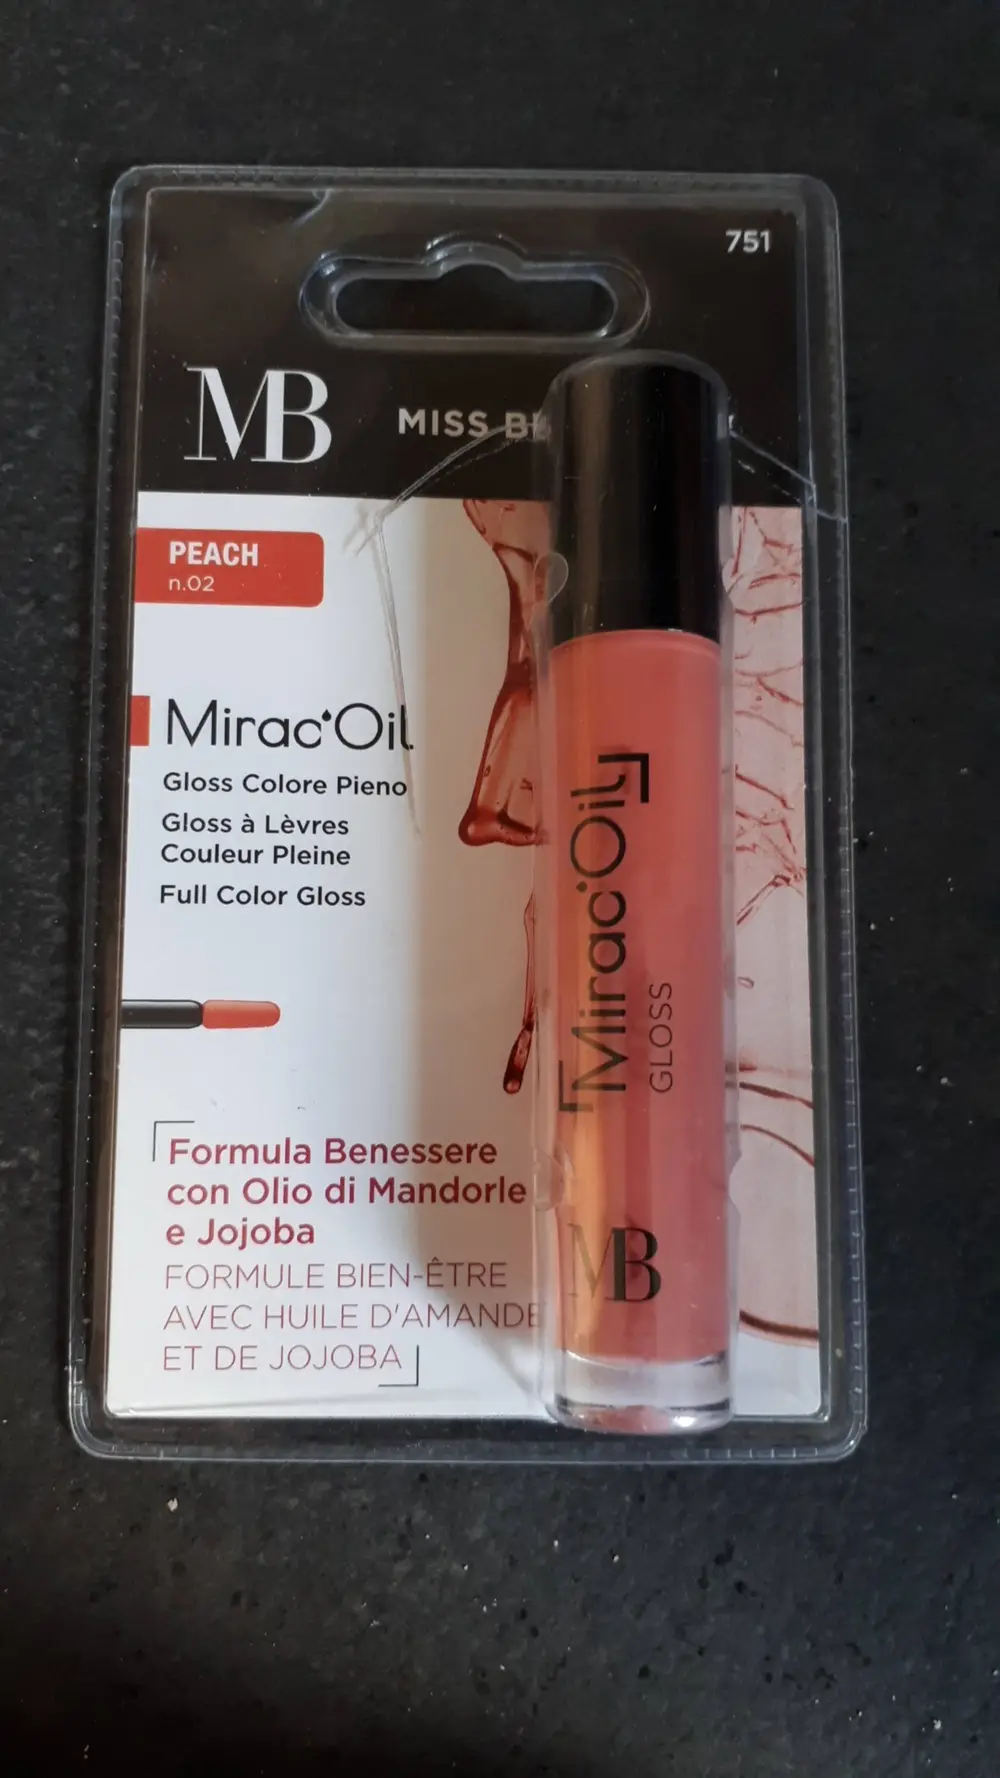 751
MB
MISS
PEACH
n.02
Mirac'Oil
Gloss Colore Pieno
Gloss à Lèvres
Couleur Pleine
Full Color Gloss
Formula Benessere
con Olio di Mandorle
e Jojoba
FORMULE BIEN-ÊTRE
AVEC HUILE D'AMANDE
ET DE JOJOBA
Mirac'Oil
GLOSS
MB